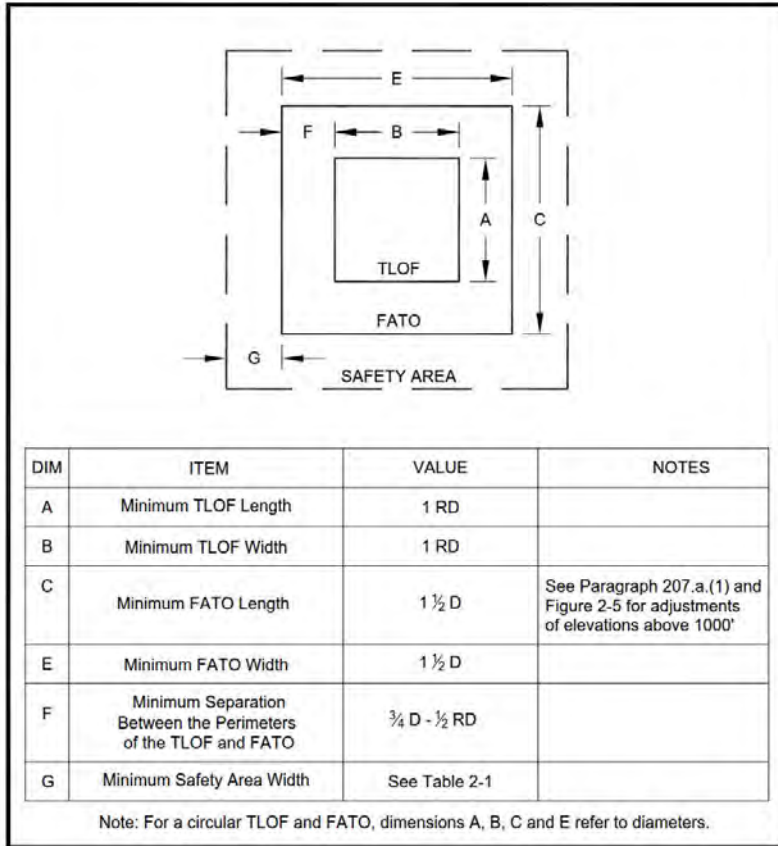 E
F
B
A
C
TLOF
FATO
G
SAFETY AREA
DIM ITEM VALUE NOTES
A Minimum TLOF Length 1 RD
B Minimum TLOF Width 1 RD
C Minimum FATO Length 1 ½ D See Paragraph 207.a.(1) and
Figure 2-5 for adjustments
of elevations above 1000'
E Minimum FATO Width 1 ½ D
F Minimum Separation
Between the Perimeters
of the TLOF and FATO ¾ D - ½ RD
G Minimum Safety Area Width See Table 2-1
Note: For a circular TLOF and FATO, dimensions A, B, C and E refer to diameters.